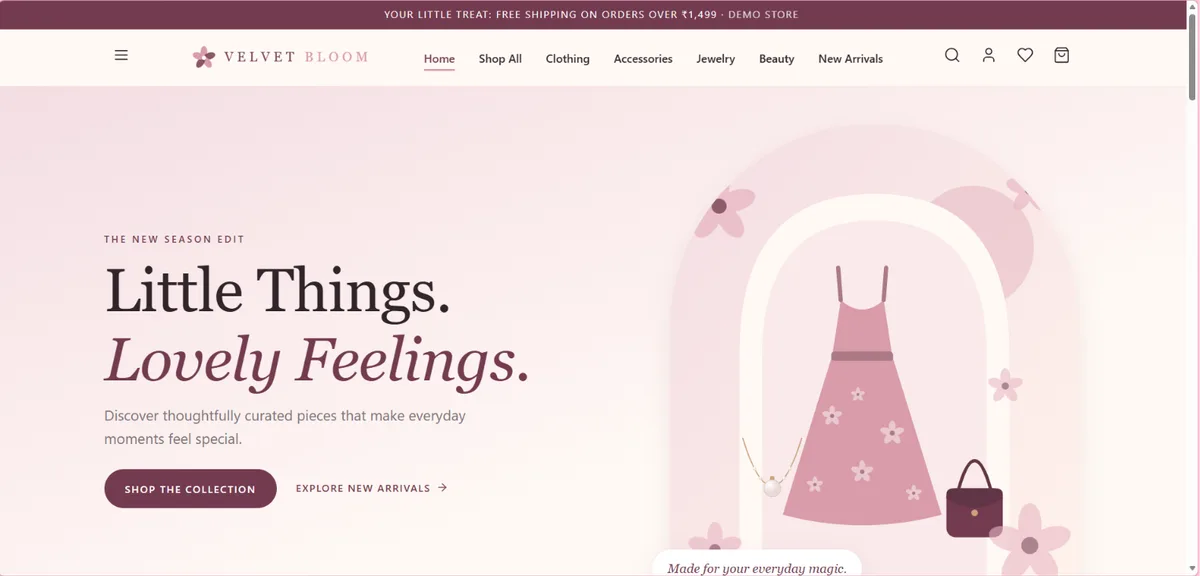 YOUR LITTLE TREAT: FREE SHIPPING ON ORDERS OVER ₹1,499 · DEMO STORE
VELVET BLOOM
Home Shop All Clothing Accessories Jewelry Beauty New Arrivals
THE NEW SEASON EDIT
Little Things.
Lovely Feelings.
Discover thoughtfully curated pieces that make everyday
moments feel special.
SHOP THE COLLECTION EXPLORE NEW ARRIVALS →
Made for your everyday magic.